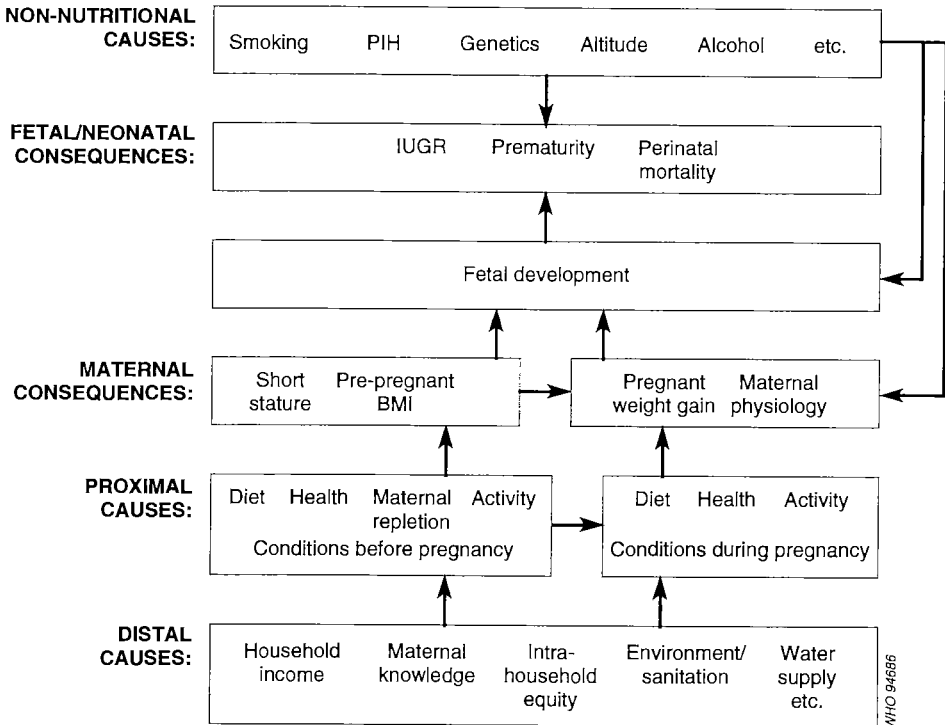 NON-NUTRITIONAL CAUSES:
Smoking PIH Genetics Altitude Alcohol etc.
FETAL/NEONATAL CONSEQUENCES:
IUGR Prematurity Perinatal mortality
Fetal development
MATERNAL CONSEQUENCES:
Short stature Pre-pregnant BMI
Pregnant weight gain Maternal physiology
PROXIMAL CAUSES:
Diet Health Maternal repletion Activity
Conditions before pregnancy
Diet Health Activity
Conditions during pregnancy
DISTAL CAUSES:
Household income Maternal knowledge Intra-household equity Environment/sanitation Water supply etc.
WHO 94686